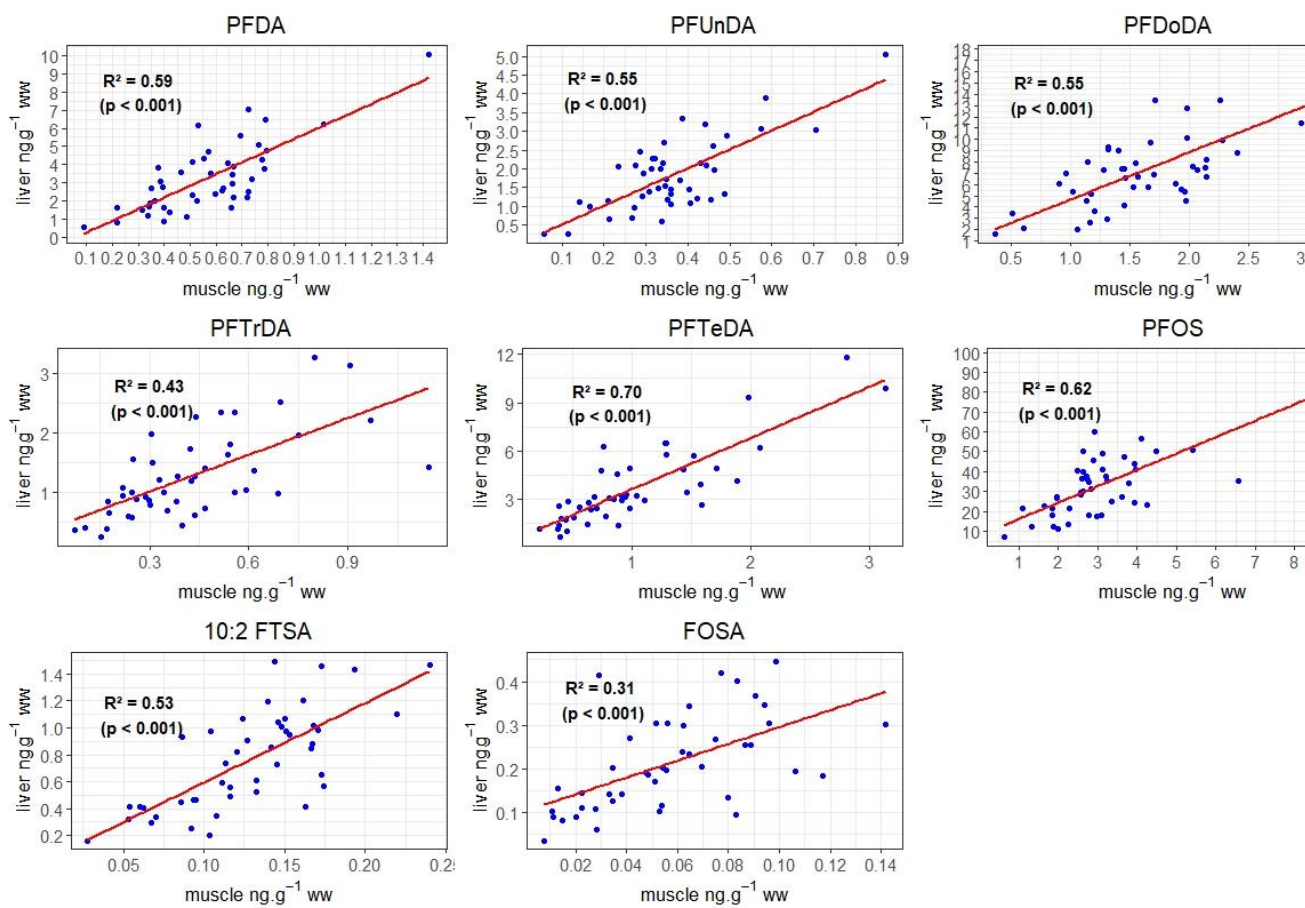 PFDA
R² = 0.59
(p < 0.001)
10
9
8
7
6
5
4
3
2
1
0
liver ng.g⁻¹ ww
0.1 0.2 0.3 0.4 0.5 0.6 0.7 0.8 0.9 1.0 1.1 1.2 1.3 1.4
muscle ng.g⁻¹ ww
PFUnDA
R² = 0.55
(p < 0.001)
5.0
4.5
4.0
3.5
3.0
2.5
2.0
1.5
1.0
0.5
liver ng.g⁻¹ ww
0.1 0.2 0.3 0.4 0.5 0.6 0.7 0.8 0.9
muscle ng.g⁻¹ ww
PFDoDA
R² = 0.55
(p < 0.001)
18
17
16
15
14
13
12
11
10
9
8
7
6
5
4
3
2
1
liver ng.g⁻¹ ww
0.5 1.0 1.5 2.0 2.5 3.
muscle ng.g⁻¹ ww
PFTrDA
R² = 0.43
(p < 0.001)
3
2
1
liver ng.g⁻¹ ww
0.3 0.9
muscle ng.g⁻¹ ww
PFTeDA
R² = 0.70
(p < 0.001)
12
9
6
3
liver ng.g⁻¹ ww
1 2 3
muscle ng.g⁻¹ ww
PFOS
R² = 0.62
(p < 0.001)
100
90
80
70
60
50
40
30
20
10
liver ng.g⁻¹ ww
1 2 3 4 5 6 7 8
muscle ng.g⁻¹ ww
10:2 FTSA
R² = 0.53
(p < 0.001)
1.4
1.2
1.0
0.8
0.6
0.4
0.2
liver ng.g⁻¹ ww
0.05 0.10 0.15 0.20 0.25
muscle ng.g⁻¹ ww
FOSA
R² = 0.31
(p < 0.001)
0.4
0.3
0.2
0.1
liver ng.g⁻¹ ww
0.02 0.04 0.06 0.08 0.10 0.12 0.14
muscle ng.g⁻¹ ww